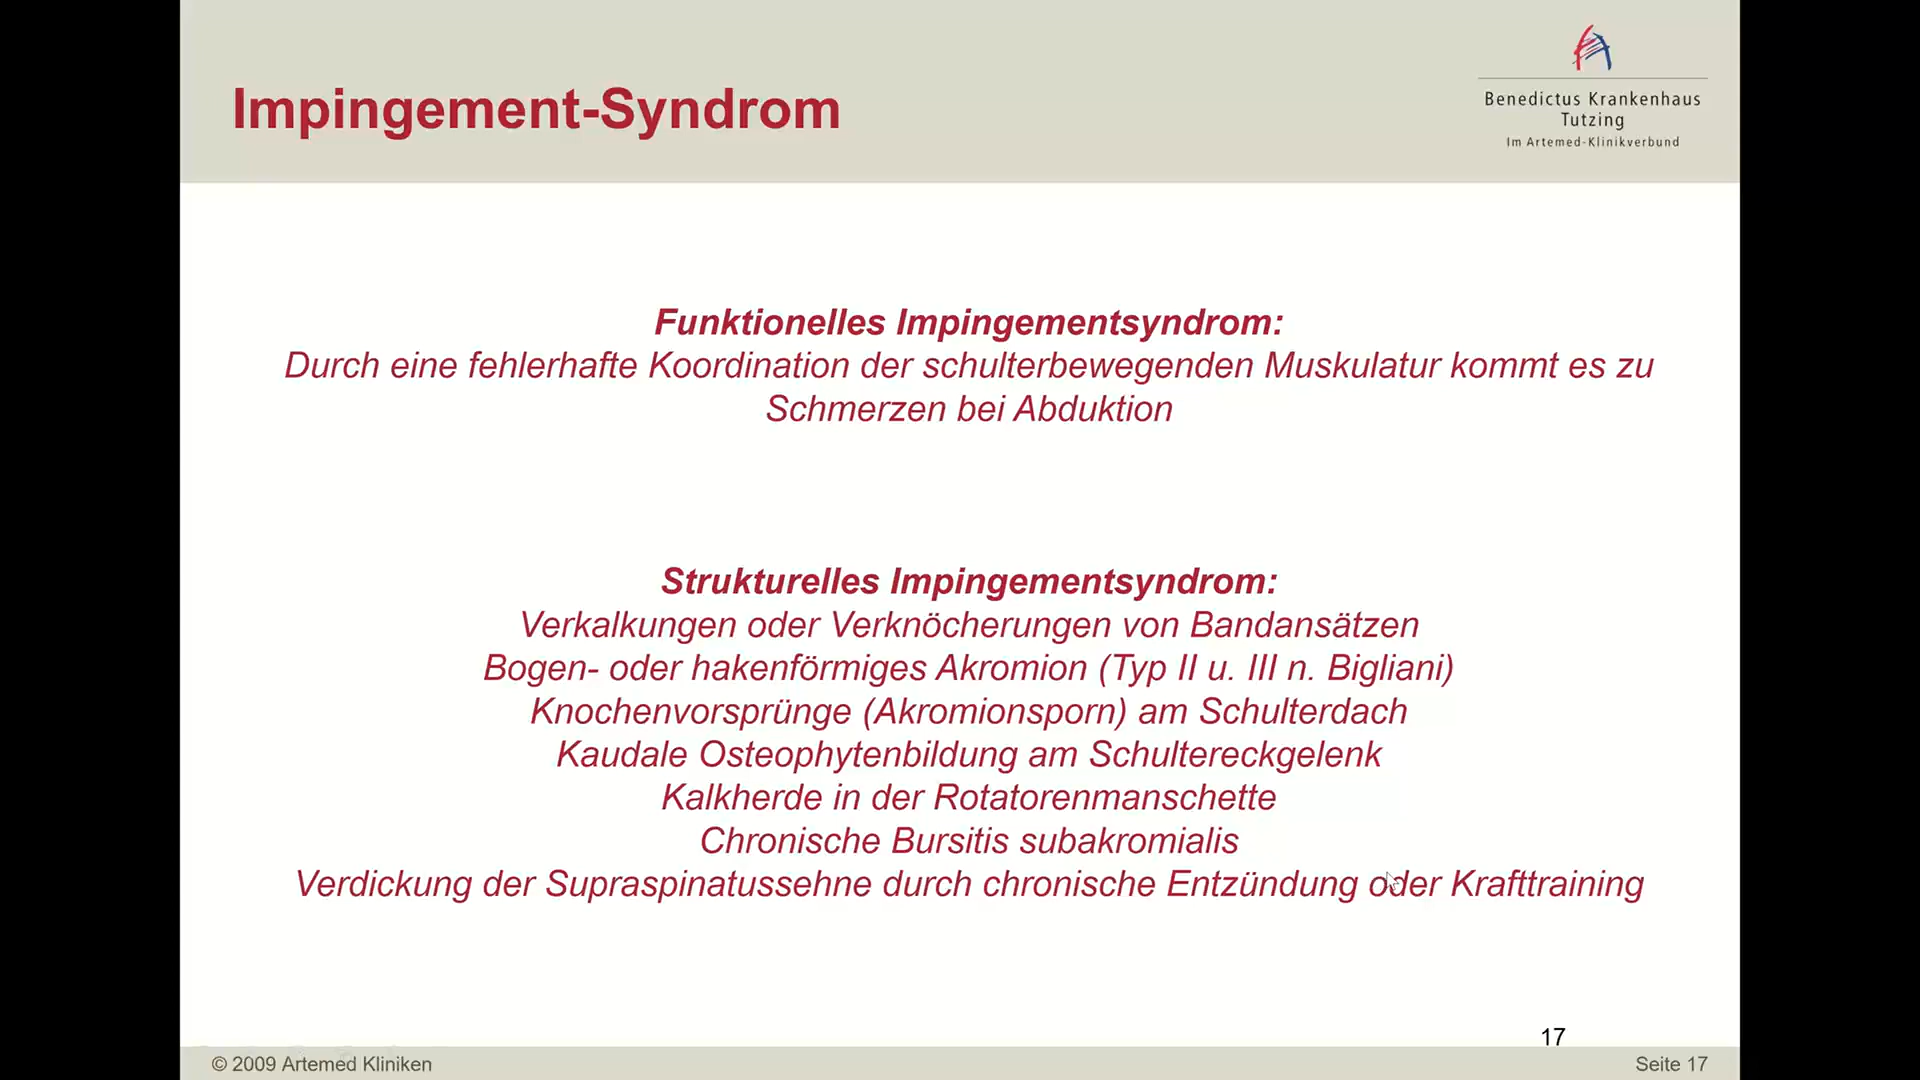 Impingement-Syndrom
Benedictus Krankenhaus
Tutzing
Im Artemed-Klinikverbund
Funktionelles Impingementsyndrom:
Durch eine fehlerhafte Koordination der schulterbewegenden Muskulatur kommt es zu
Schmerzen bei Abduktion
Strukturelles Impingementsyndrom:
Verkalkungen oder Verknöcherungen von Bandansätzen
Bogen- oder hakenförmiges Akromion (Typ II u. III n. Bigliani)
Knochenvorsprünge (Akromionsporn) am Schulterdach
Kaudale Osteophytenbildung am Schultereckgelenk
Kalkherde in der Rotatorenmanschette
Chronische Bursitis subakromialis
Verdickung der Supraspinatussehne durch chronische Entzündung oder Krafttraining
17
© 2009 Artemed Kliniken
Seite 17